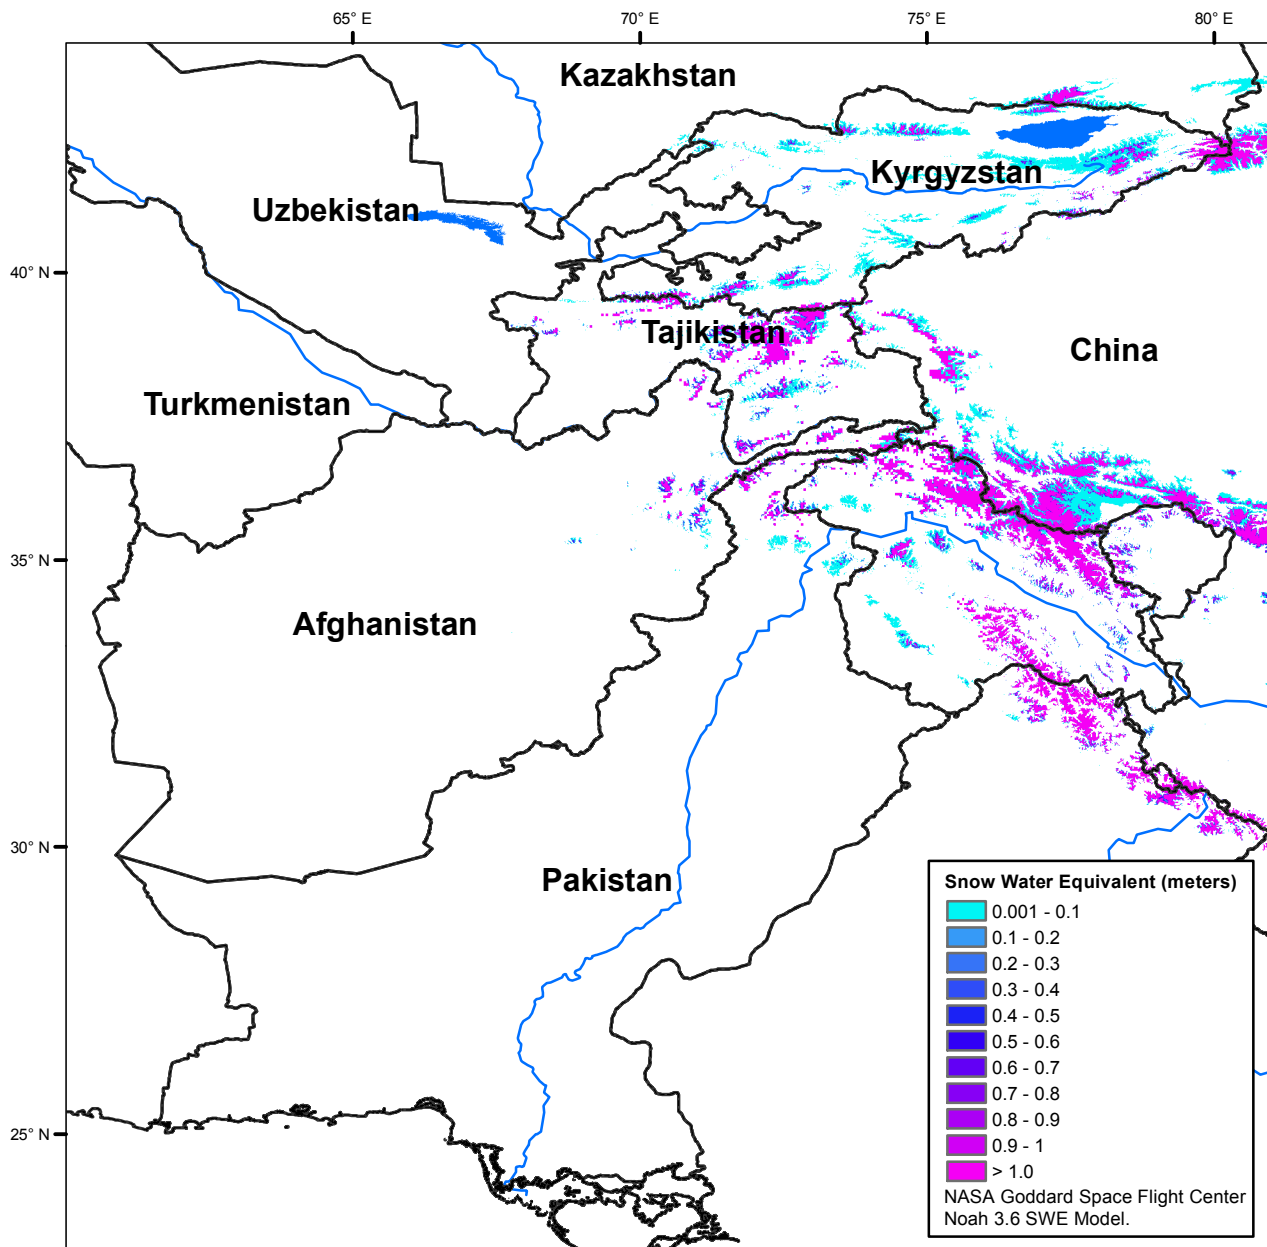 65° E
70° E
75° E
80° E
Kazakhstan
Kyrgyzstan
Uzbekistan
40° N
Tajikistan
China
Turkmenistan
35° N
Afghanistan
30° N
Pakistan
25° N
Snow Water Equivalent (meters)
0.001 - 0.1
0.1 - 0.2
0.2 - 0.3
0.3 - 0.4
0.4 - 0.5
0.5 - 0.6
0.6 - 0.7
0.7 - 0.8
0.8 - 0.9
0.9 - 1
> 1.0
NASA Goddard Space Flight Center
Noah 3.6 SWE Model.